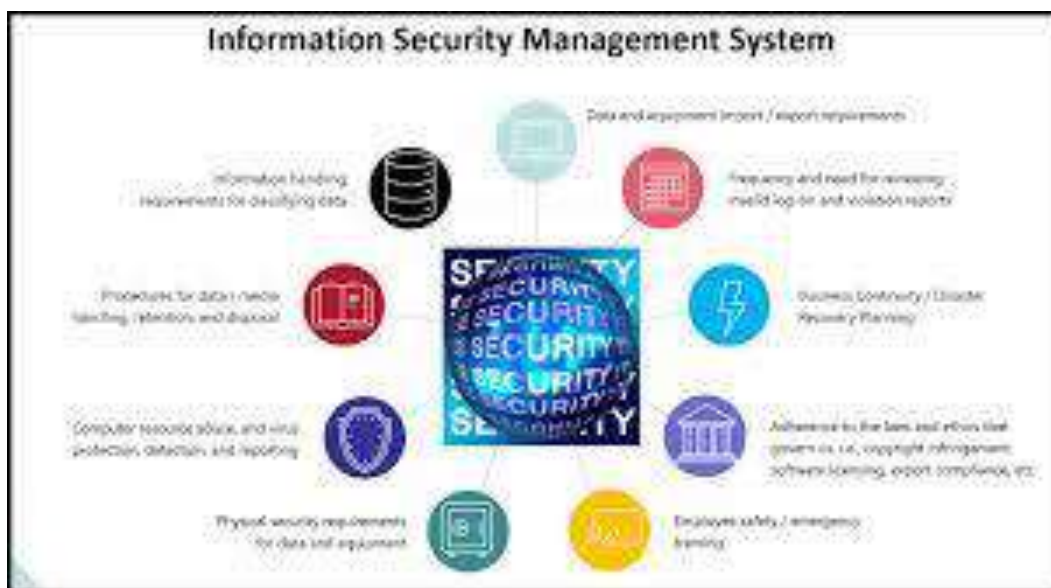 Information Security Management System
Data and equipment import / export requirements
Information handling
requirements for classifying data
Frequency and need for reviewing
invalid log on and violation reports
Procedures for data / media
handling, retention, and disposal
Business Continuity / Disaster
Recovery Planning
Computer resource abuse, and virus
protection, detection, and reporting
Adherence to the laws and ethics that
govern us i.e., copyright infringement,
software licensing, export compliance, etc
Physical security requirements
for data and equipment
Employee safety / emergency
training
SECURITY
SECURITY
SECURITY
SECURITY
SECURITY